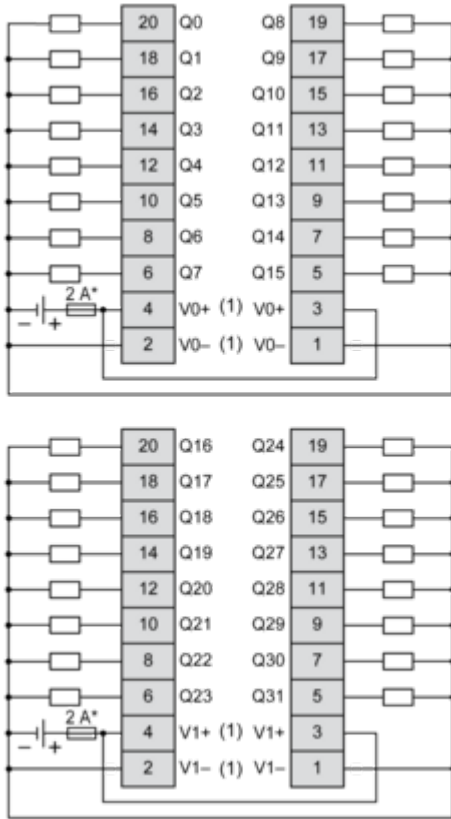 20 Q0 Q8 19
18 Q1 Q9 17
16 Q2 Q10 15
14 Q3 Q11 13
12 Q4 Q12 11
10 Q5 Q13 9
8 Q6 Q14 7
6 Q7 Q15 5
2 A*
– + 4 V0+ (1) V0+ 3
2 V0– (1) V0– 1
20 Q16 Q24 19
18 Q17 Q25 17
16 Q18 Q26 15
14 Q19 Q27 13
12 Q20 Q28 11
10 Q21 Q29 9
8 Q22 Q30 7
6 Q23 Q31 5
2 A*
– + 4 V1+ (1) V1+ 3
2 V1– (1) V1– 1